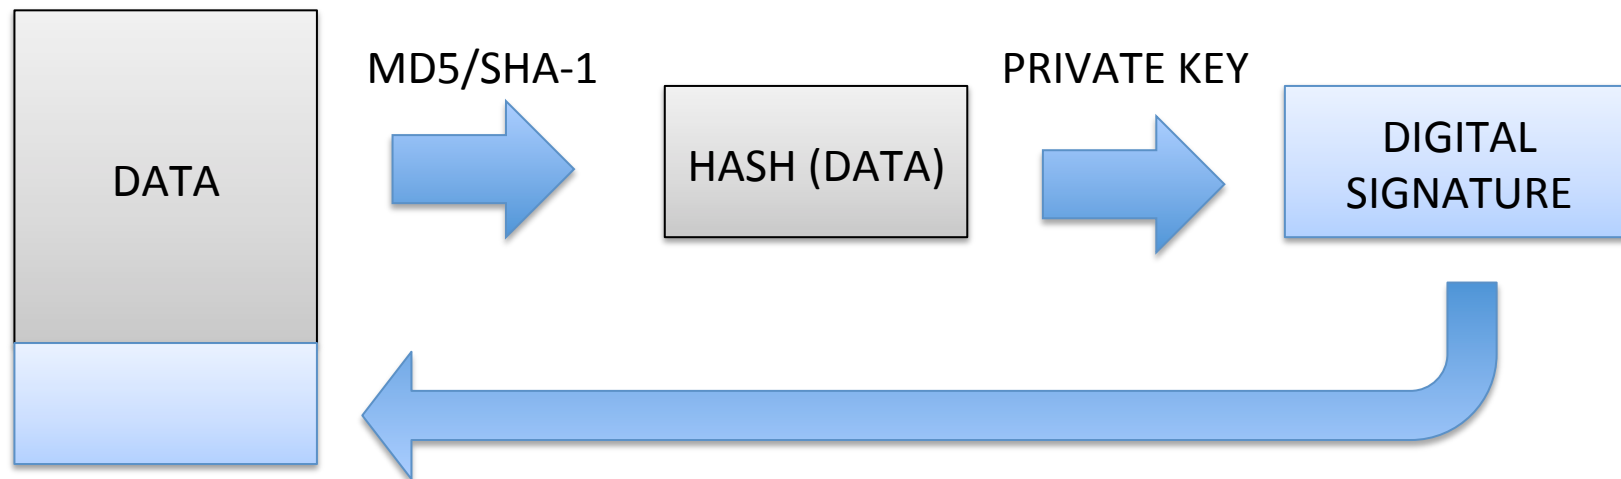 DATA
MD5/SHA-1
HASH (DATA)
PRIVATE KEY
DIGITAL
SIGNATURE